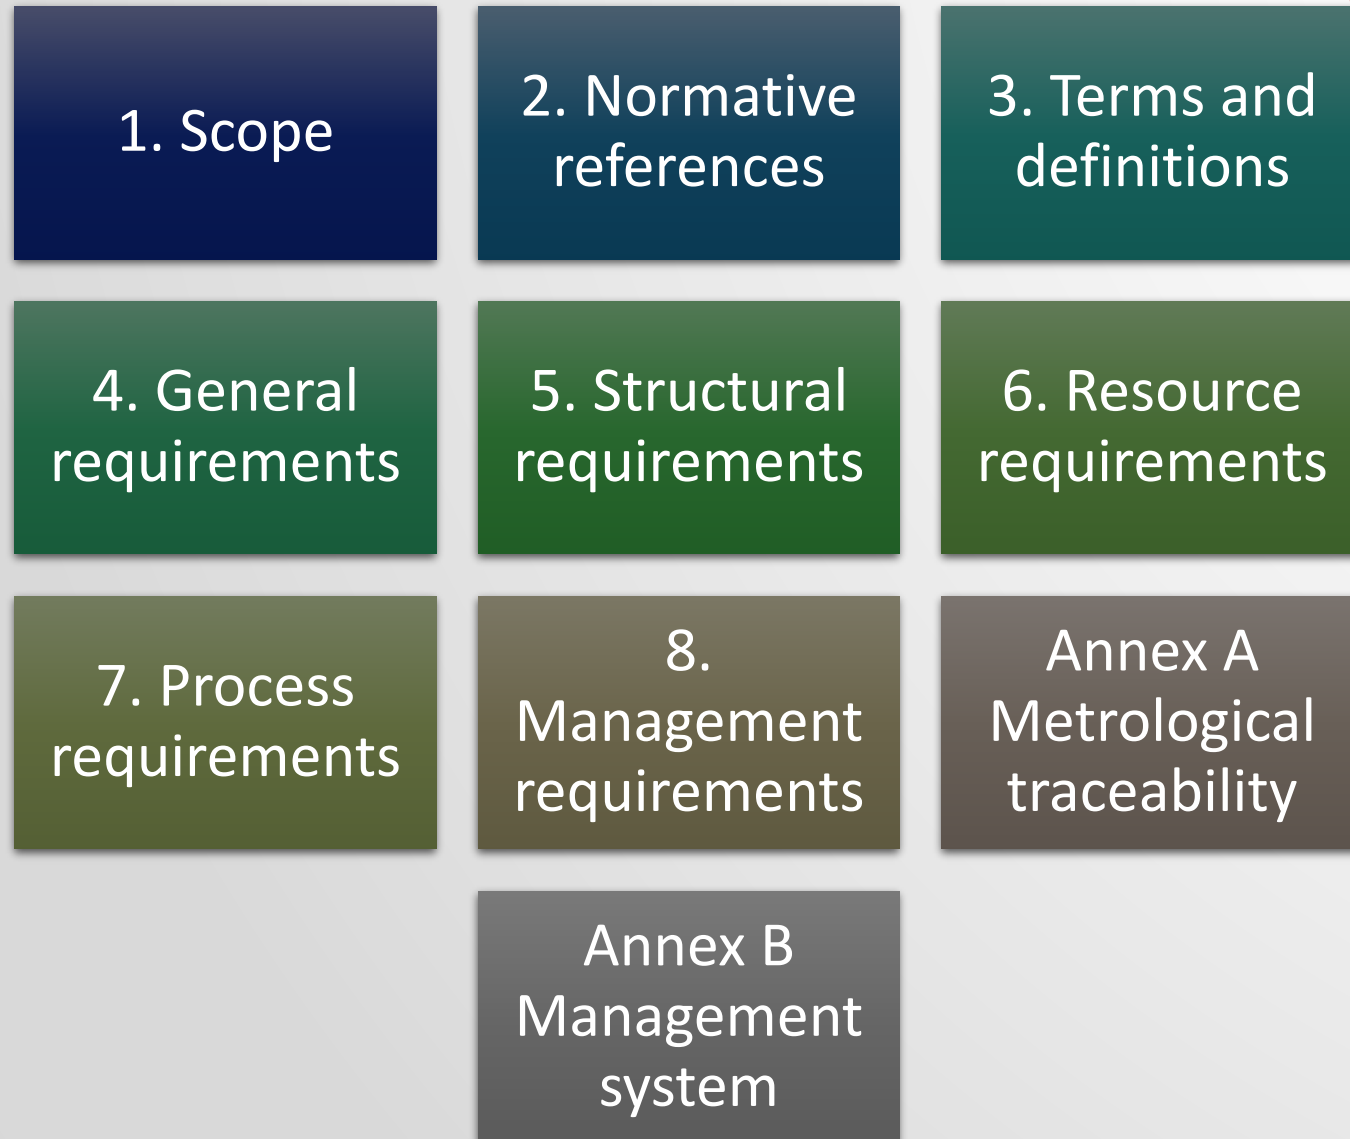 1. Scope
2. Normative
references
3. Terms and
definitions
4. General
requirements
5. Structural
requirements
6. Resource
requirements
7. Process
requirements
8.
Management
requirements
Annex A
Metrological
traceability
Annex B
Management
system